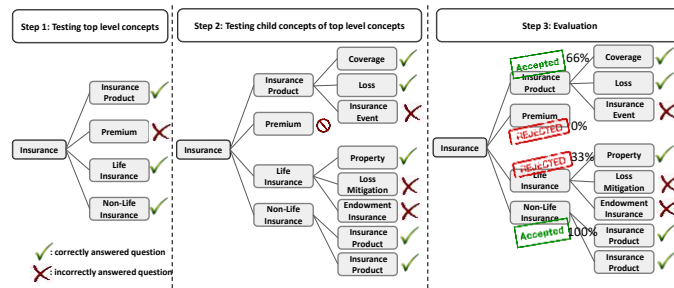 Step 1: Testing top level concepts
Step 2: Testing child concepts of top level concepts
Step 3: Evaluation
Insurance
Insurance
Product
Premium
Life
Insurance
Non-Life
Insurance
: correctly answered question
: incorrectly answered question
Insurance
Insurance
Product
Premium
Life
Insurance
Non-Life
Insurance
Coverage
Loss
Insurance
Event
Property
Loss
Mitigation
Endowment
Insurance
Insurance
Product
Insurance
Product
Insurance
Accepted 66%
Insurance
Product
Premium
REJECTED 0%
REJECTED 33%
Life
Insurance
Non-Life
Insurance
Accepted 100%
Coverage
Loss
Insurance
Event
Property
Loss
Mitigation
Endowment
Insurance
Insurance
Product
Insurance
Product